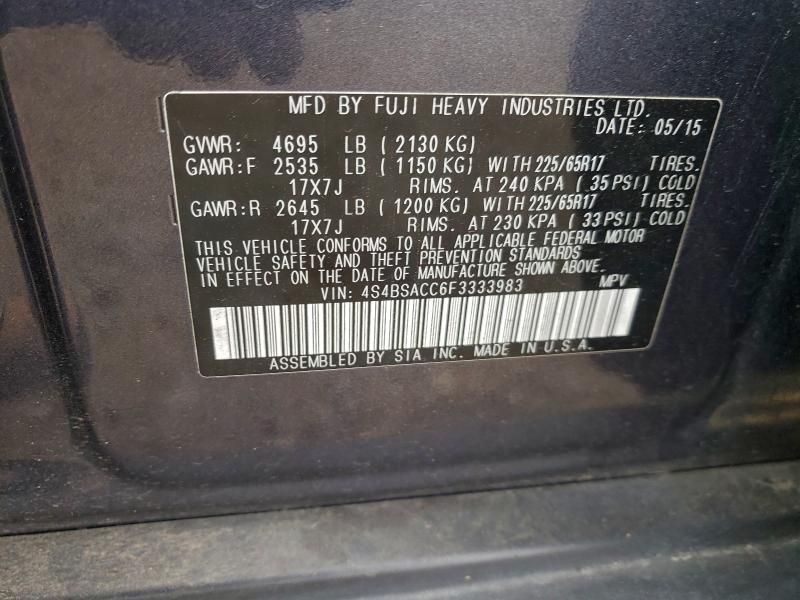 MFD BY FUJI HEAVY INDUSTRIES LTD.
DATE: 05/15
GVWR: 4695 LB ( 2130 KG)
GAWR:F 2535 LB ( 1150 KG) WITH 225/65R17 TIRES.
17X7J RIMS. AT 240 KPA ( 35 PSI) COLD
GAWR:R 2645 LB ( 1200 KG) WITH 225/65R17 TIRES.
17X7J RIMS. AT 230 KPA ( 33 PSI) COLD
THIS VEHICLE CONFORMS TO ALL APPLICABLE FEDERAL MOTOR
VEHICLE SAFETY AND THEFT PREVENTION STANDARDS
IN EFFECT ON THE DATE OF MANUFACTURE SHOWN ABOVE.
VIN: 4S4BSACC6F3333983 MPV
ASSEMBLED BY SIA INC. MADE IN U.S.A.